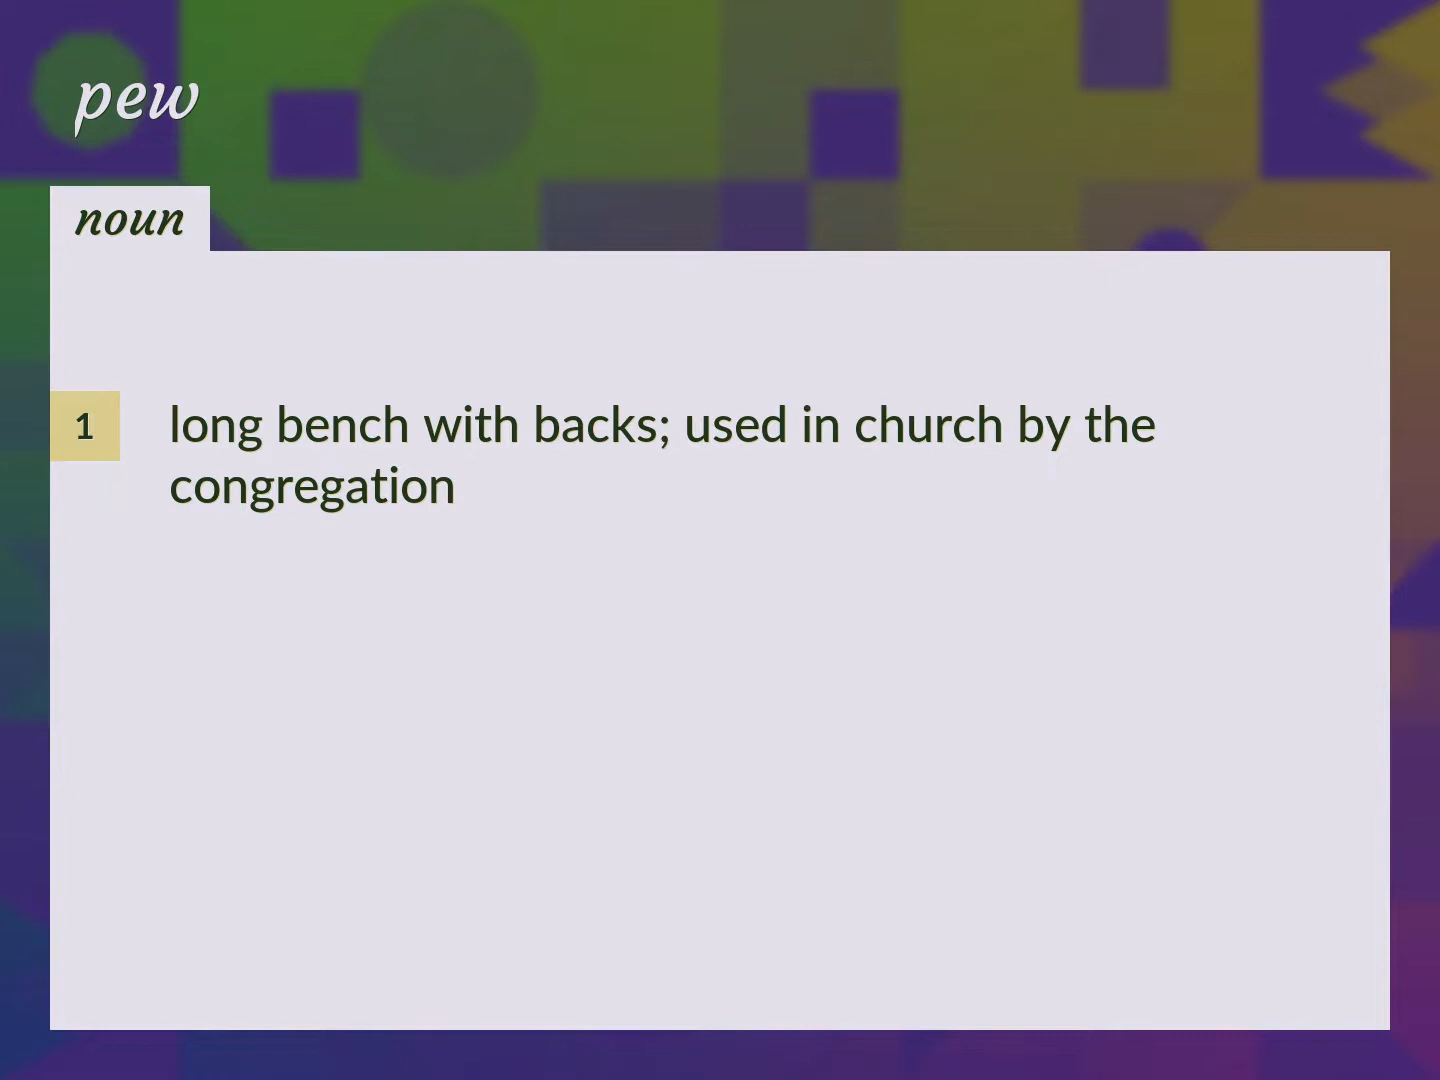 pew
noun
1 long bench with backs; used in church by the
congregation